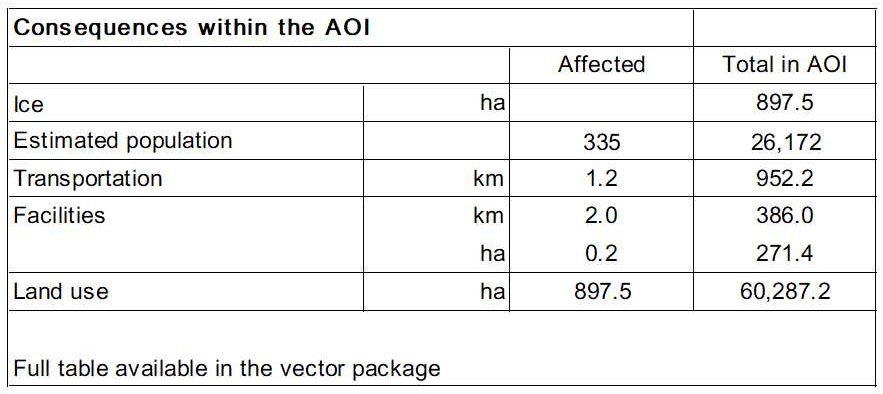 Consequences within the AOI
Affected Total in AOI
Ice ha 897.5
Estimated population 335 26,172
Transportation km 1.2 952.2
Facilities km 2.0 386.0
ha 0.2 271.4
Land use ha 897.5 60,287.2
Full table available in the vector package